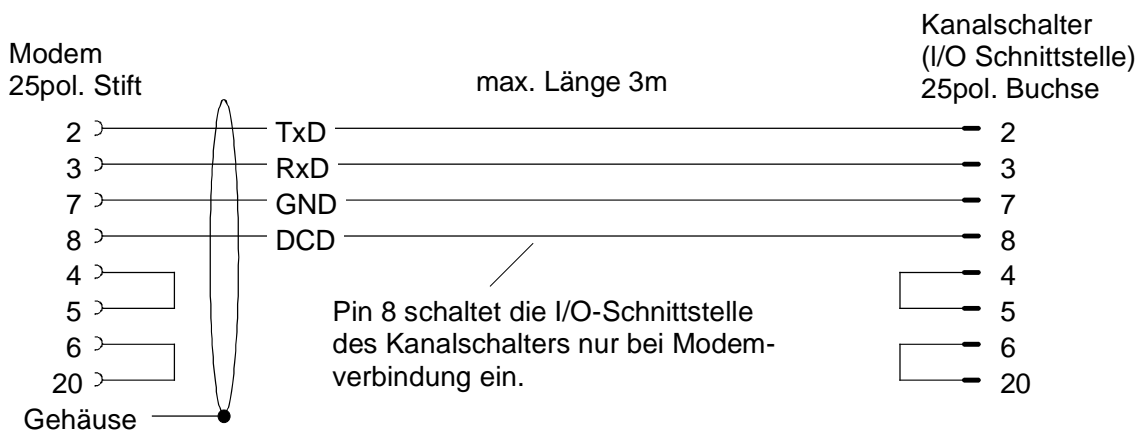 Modem
25pol. Stift
max. Länge 3m
Kanalschalter
(I/O Schnittstelle)
25pol. Buchse
2 TxD 2
3 RxD 3
7 GND 7
8 DCD 8
4 4
5 5
6 6
20 20
Pin 8 schaltet die I/O-Schnittstelle
des Kanalschalters nur bei Modem-
verbindung ein.
Gehäuse